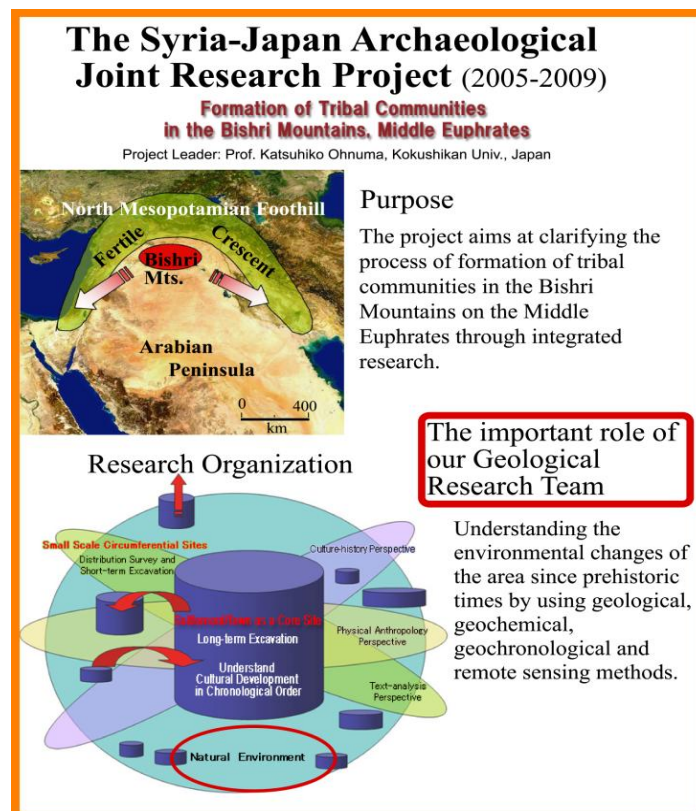 The Syria-Japan Archaeological
Joint Research Project (2005-2009)
Formation of Tribal Communities
in the Bishri Mountains, Middle Euphrates
Project Leader: Prof. Katsuhiko Ohnuma, Kokushikan Univ., Japan
North Mesopotamian Foothill
Fertile
Crescent
Bishri
Mts.
Arabian
Peninsula
0 400
km
Purpose
The project aims at clarifying the
process of formation of tribal
communities in the Bishri
Mountains on the Middle
Euphrates through integrated
research.
The important role of
our Geological
Research Team
Understanding the
environmental changes of
the area since prehistoric
times by using geological,
geochemical,
geochronological and
remote sensing methods.
Research Organization
Small Scale Circumferential Sites
Distribution Survey and
Short-term Excavation
Culture-history Perspective
as a Core Site
Long-term Excavation
Understand
Cultural Development
in Chronological Order
Physical Anthropology
Perspective
Text-analysis
Perspective
Natural Environment